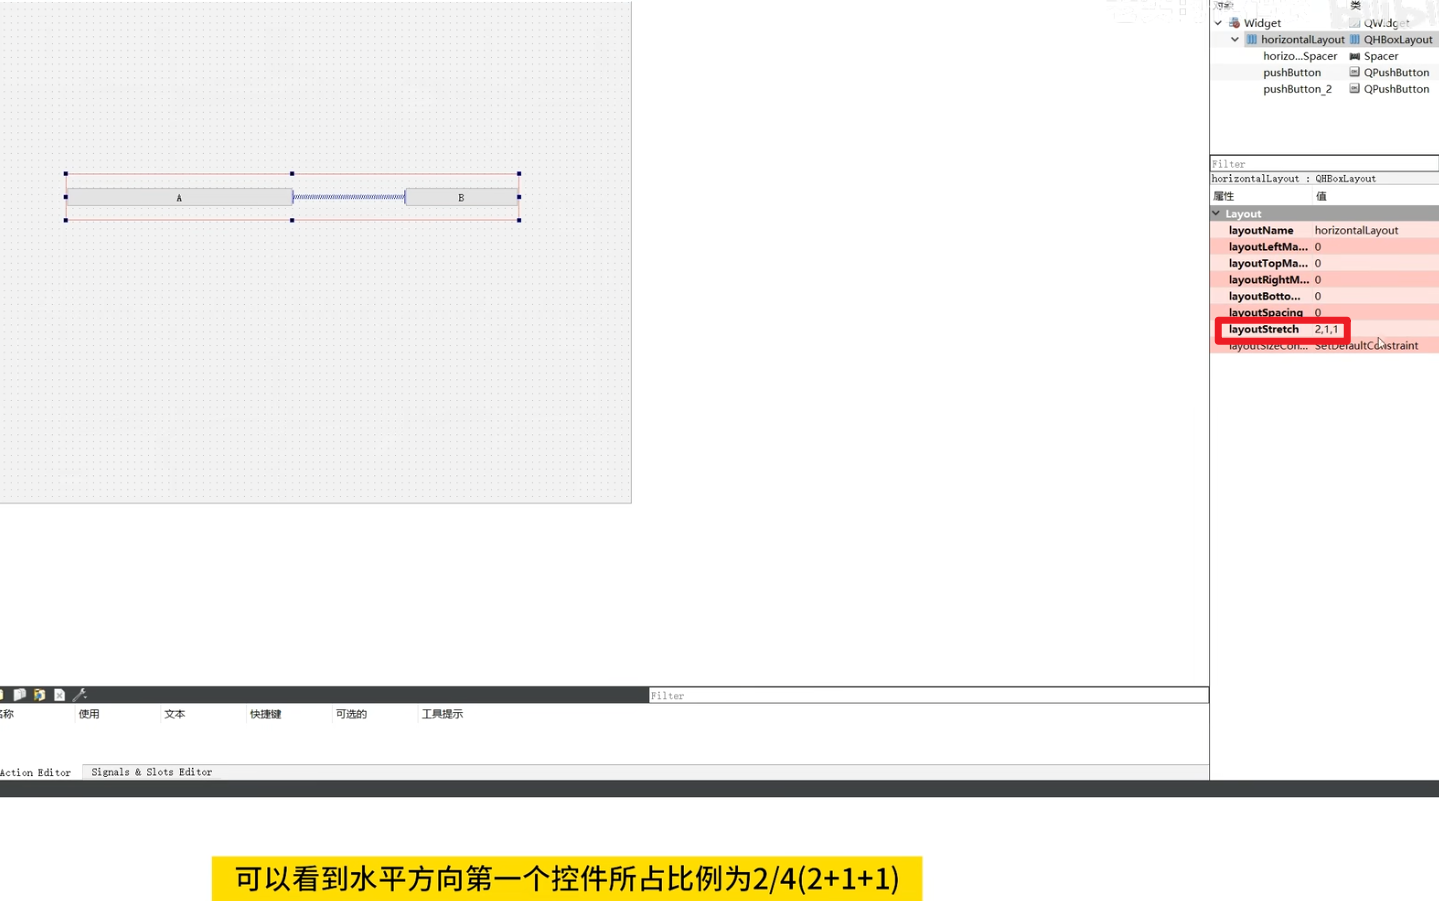 对象 类
Widget QWidget
horizontalLayout QHBoxLayout
horizo...Spacer Spacer
pushButton QPushButton
pushButton_2 QPushButton
Filter
horizontalLayout : QHBoxLayout
属性 值
Layout
layoutName horizontalLayout
layoutLeftMa... 0
layoutTopMa... 0
layoutRightM... 0
layoutBotto... 0
layoutSpacing 0
layoutStretch 2,1,1
layoutSizeCon... SetDefaultConstraint
A B
Filter
名称 使用 文本 快捷键 可选的 工具提示
Action Editor Signals & Slots Editor
可以看到水平方向第一个控件所占比例为2/4(2+1+1)